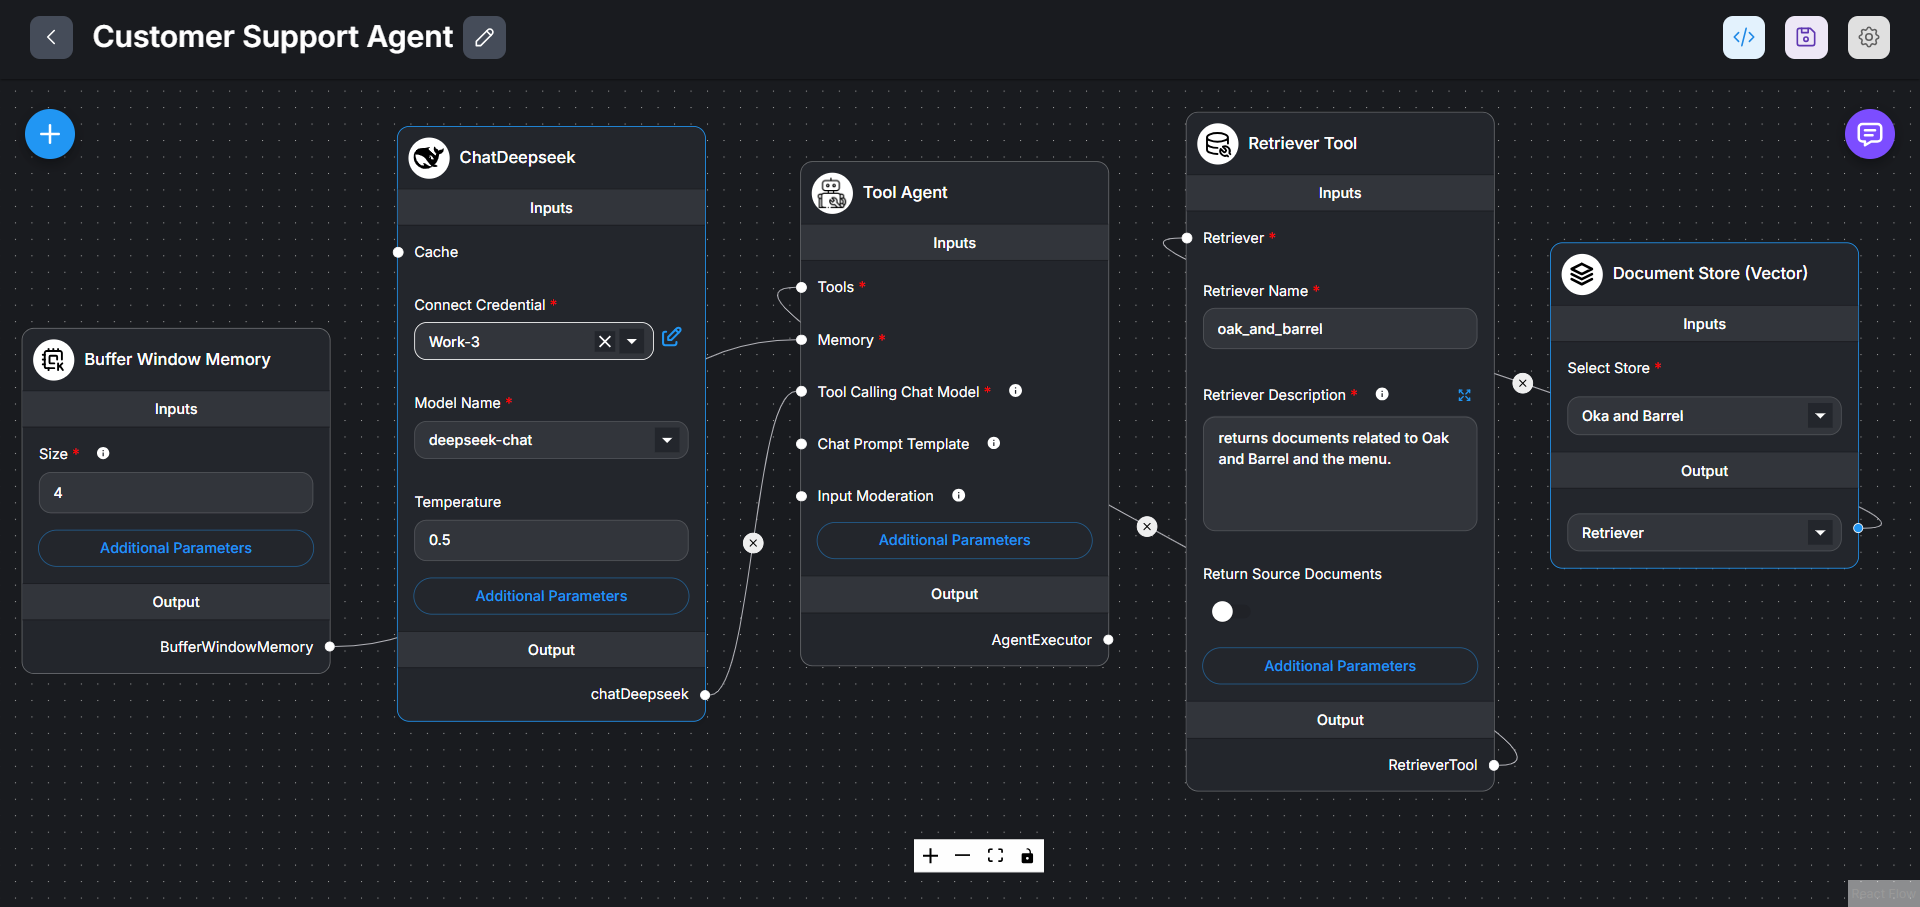 Customer Support Agent
Buffer Window Memory
Inputs
Size *
4
Additional Parameters
Output
BufferWindowMemory
ChatDeepseek
Inputs
Cache
Connect Credential *
Work-3
Model Name *
deepseek-chat
Temperature
0.5
Additional Parameters
Output
chatDeepseek
Tool Agent
Inputs
Tools *
Memory *
Tool Calling Chat Model *
Chat Prompt Template
Input Moderation
Additional Parameters
Output
AgentExecutor
Retriever Tool
Inputs
Retriever *
Retriever Name *
oak_and_barrel
Retriever Description *
returns documents related to Oak
and Barrel and the menu.
Return Source Documents
Additional Parameters
Output
RetrieverTool
Document Store (Vector)
Inputs
Select Store *
Oka and Barrel
Output
Retriever
React Flow